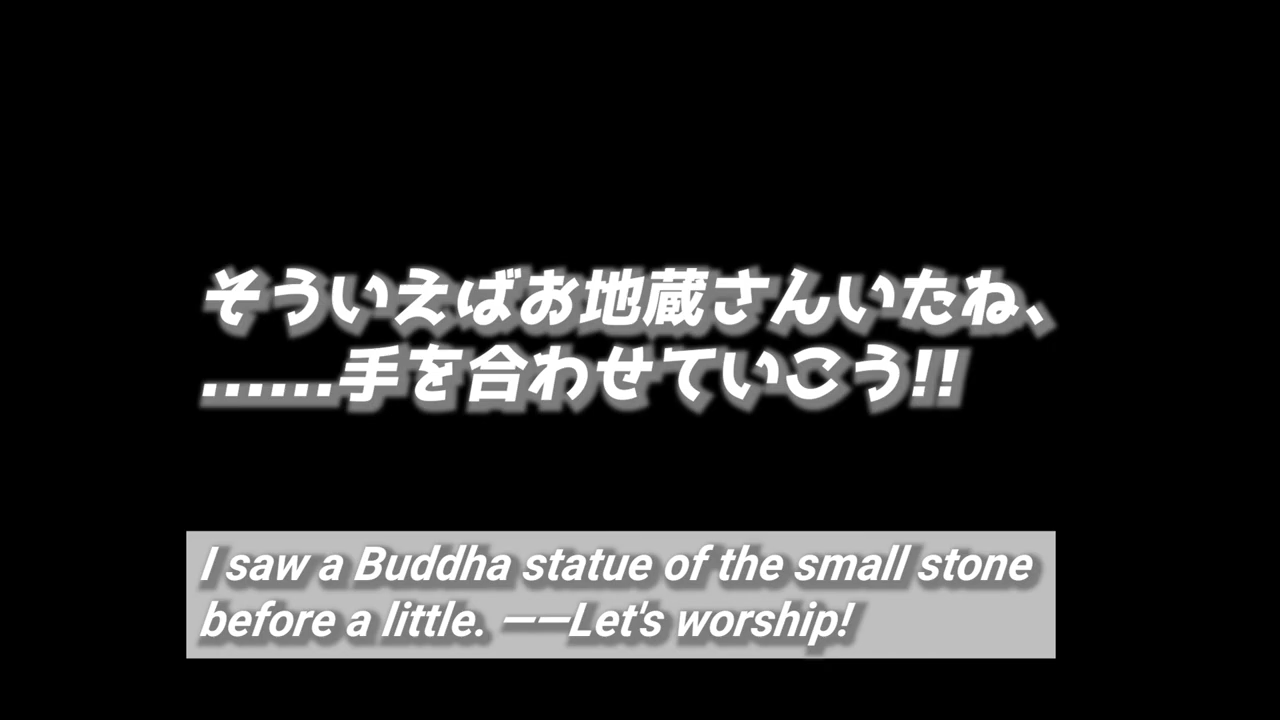 そういえばお地蔵さんいたね、
......手を合わせていこう!!
I saw a Buddha statue of the small stone
before a little. ——Let's worship!